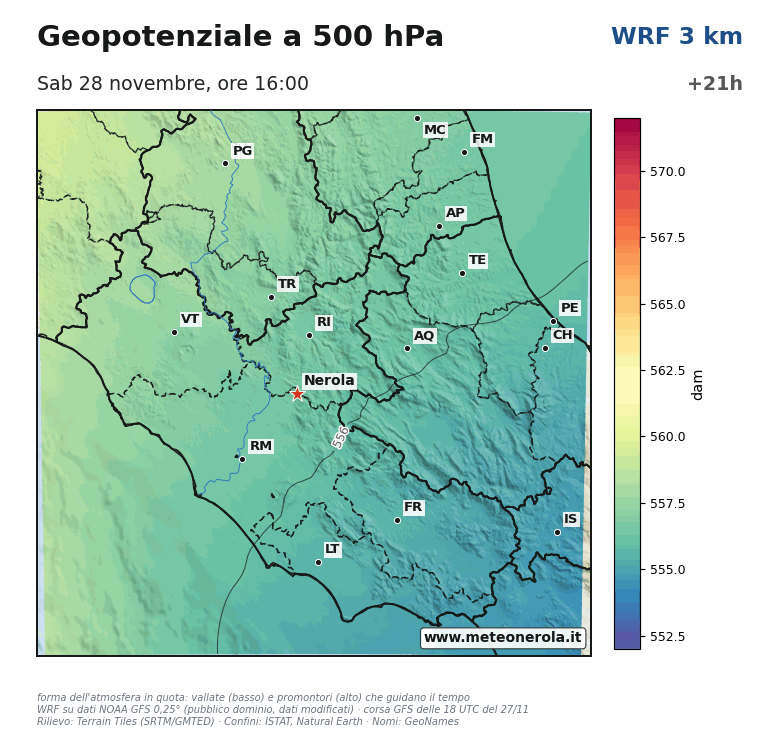 Geopotenziale a 500 hPa
WRF 3 km
Sab 28 novembre, ore 16:00
+21h
MC
FM
PG
AP
TE
TR
PE
VT
RI
AQ
CH
Nerola
556
RM
FR
IS
LT
www.meteonerola.it
570.0
567.5
565.0
562.5
560.0
557.5
555.0
552.5
dam
forma dell'atmosfera in quota: vallate (basso) e promontori (alto) che guidano il tempo
WRF su dati NOAA GFS 0,25° (pubblico dominio, dati modificati) · corsa GFS delle 18 UTC del 27/11
Rilievo: Terrain Tiles (SRTM/GMTED) · Confini: ISTAT, Natural Earth · Nomi: GeoNames